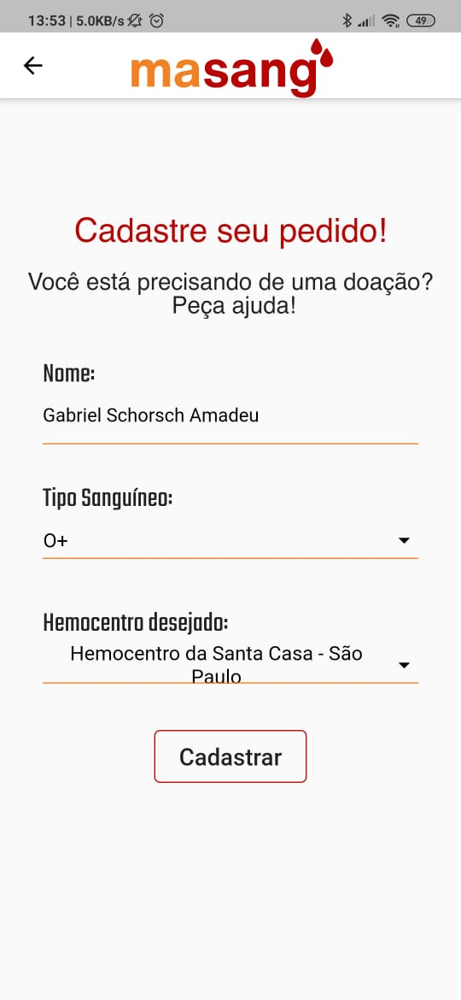 13:53 | 5.0KB/s
49
masang
Cadastre seu pedido!
Você está precisando de uma doação?
Peça ajuda!
Nome:
Gabriel Schorsch Amadeu
Tipo Sanguíneo:
O+
Hemocentro desejado:
Hemocentro da Santa Casa - São
Paulo
Cadastrar